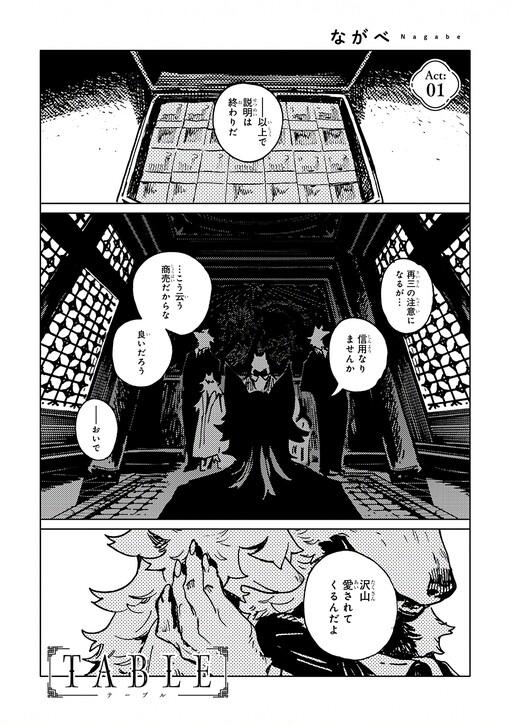 ながべ Nagabe
Act:
01
――以上で
説明は
終わりだ
再三の注意に
なるが…
信用なり
ませんか
…こう云う
商売だからな
良いだろう
――おいで
沢山
愛されて
くるんだよ
TABLE
テーブル